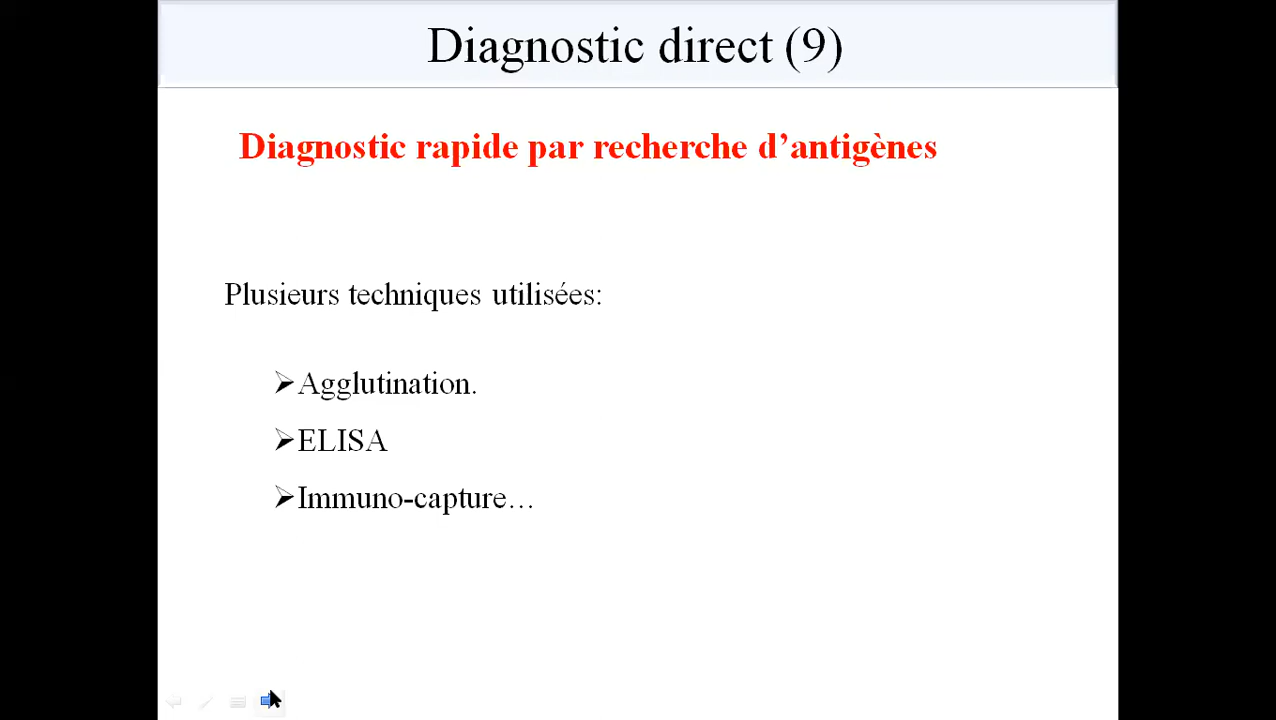 Diagnostic direct (9)
Diagnostic rapide par recherche d’antigènes
Plusieurs techniques utilisées:
➢Agglutination.
➢ELISA
➢Immuno-capture…